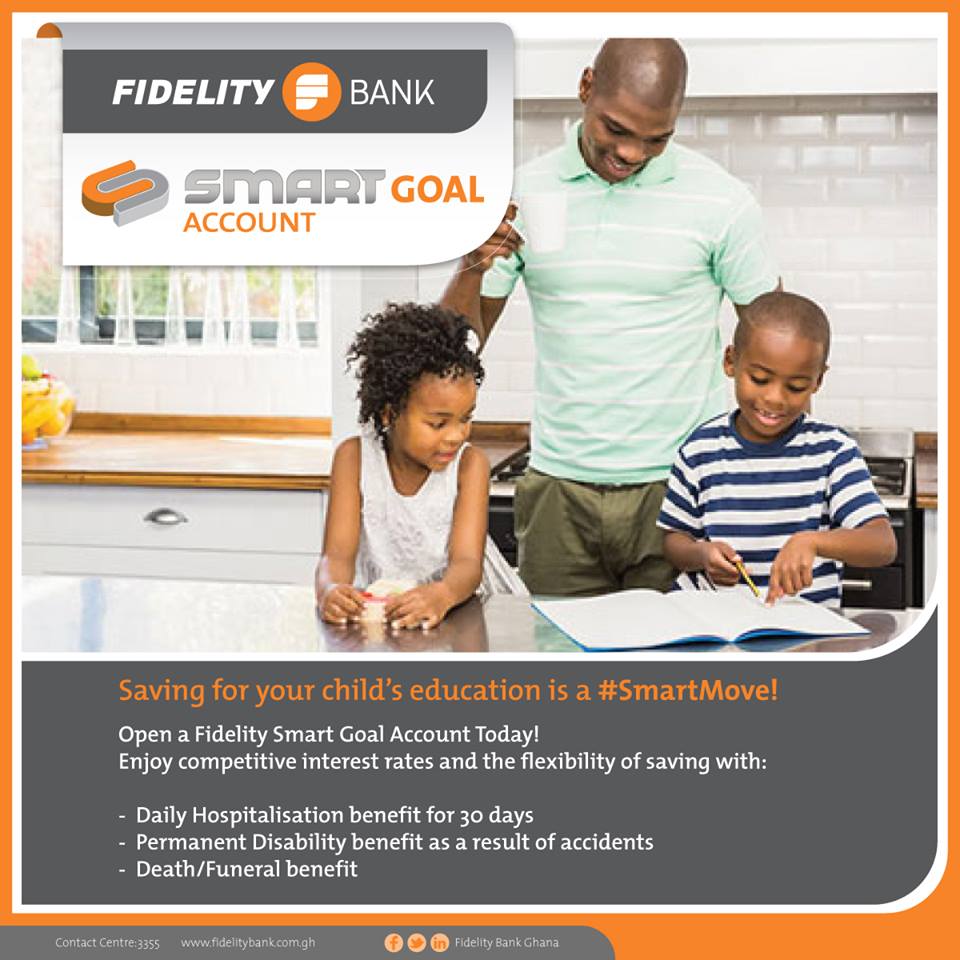 FIDELITY BANK
SMART GOAL
ACCOUNT
Saving for your child's education is a #SmartMove!
Open a Fidelity Smart Goal Account Today!
Enjoy competitive interest rates and the flexibility of saving with:
- Daily Hospitalisation benefit for 30 days
- Permanent Disability benefit as a result of accidents
- Death/Funeral benefit
Contact Centre:3355 www.fidelitybank.com.gh Fidelity Bank Ghana